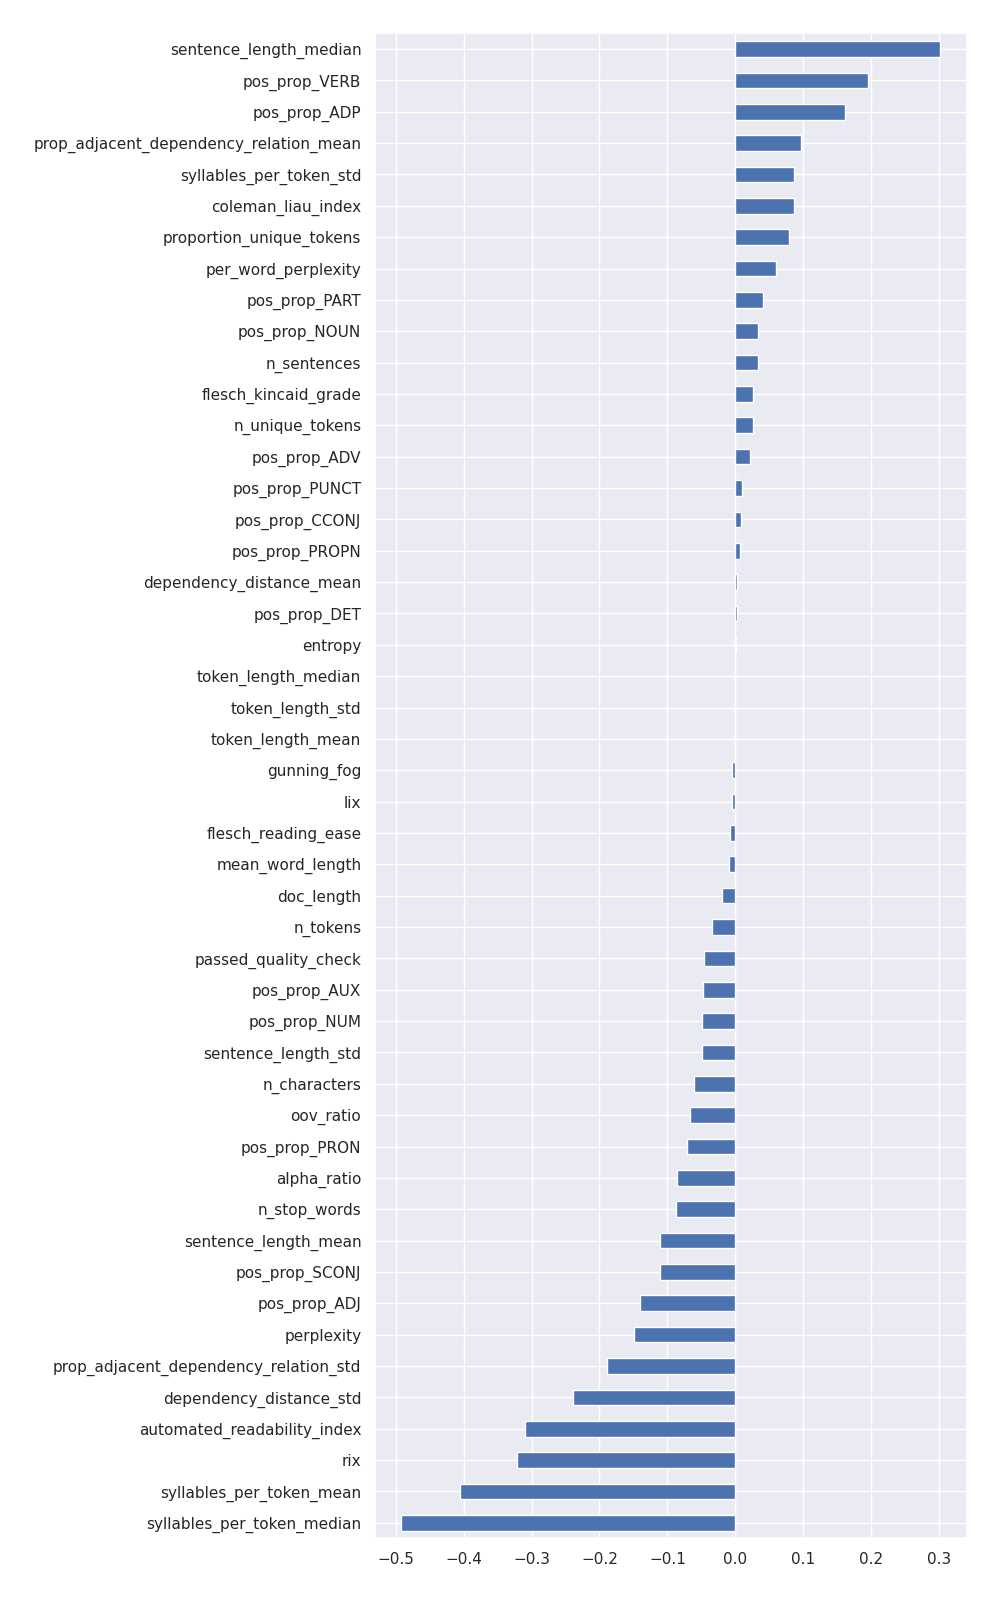 sentence_length_median
pos_prop_VERB
pos_prop_ADP
prop_adjacent_dependency_relation_mean
syllables_per_token_std
coleman_liau_index
proportion_unique_tokens
per_word_perplexity
pos_prop_PART
pos_prop_NOUN
n_sentences
flesch_kincaid_grade
n_unique_tokens
pos_prop_ADV
pos_prop_PUNCT
pos_prop_CCONJ
pos_prop_PROPN
dependency_distance_mean
pos_prop_DET
entropy
token_length_median
token_length_std
token_length_mean
gunning_fog
lix
flesch_reading_ease
mean_word_length
doc_length
n_tokens
passed_quality_check
pos_prop_AUX
pos_prop_NUM
sentence_length_std
n_characters
oov_ratio
pos_prop_PRON
alpha_ratio
n_stop_words
sentence_length_mean
pos_prop_SCONJ
pos_prop_ADJ
perplexity
prop_adjacent_dependency_relation_std
dependency_distance_std
automated_readability_index
rix
syllables_per_token_mean
syllables_per_token_median
−0.5 −0.4 −0.3 −0.2 −0.1 0.0 0.1 0.2 0.3